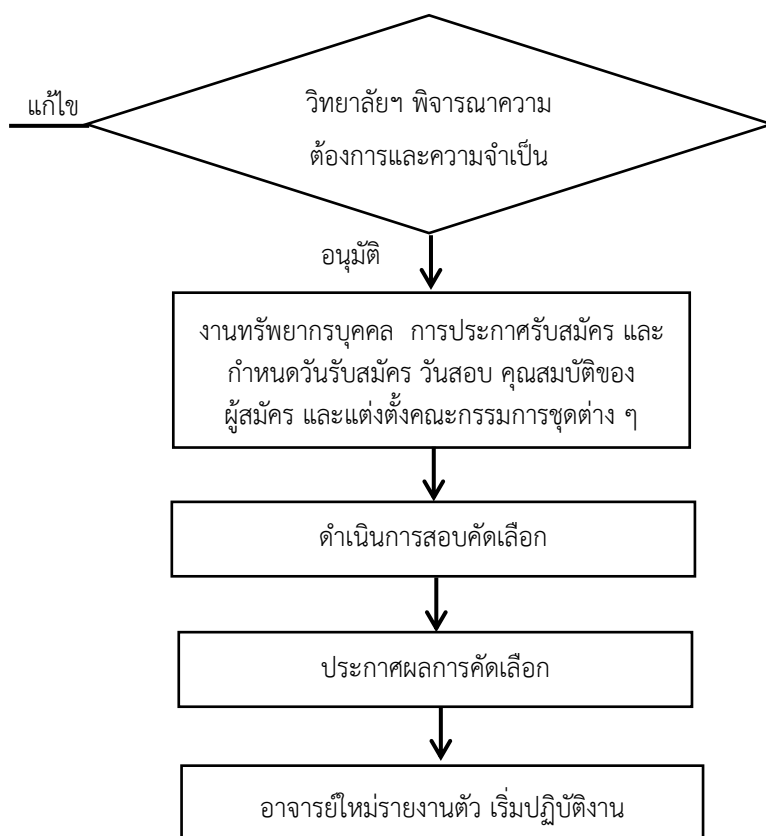 วิทยาลัยฯ พิจารณาความ
แก้ไข
ต้องการและความจำเป็น
อนุมัติ
งานทรัพยากรบุคคล  การประกาศรับสมัคร และ
กำหนดวันรับสมัคร วันสอบ คุณสมบัติของ
ผู้สมัคร และแต่งตั้งคณะกรรมการชุดต่าง ๆ
ดำเนินการสอบคัดเลือก
ประกาศผลการคัดเลือก
อาจารย์ใหม่รายงานตัว เริ่มปฏิบัติงาน